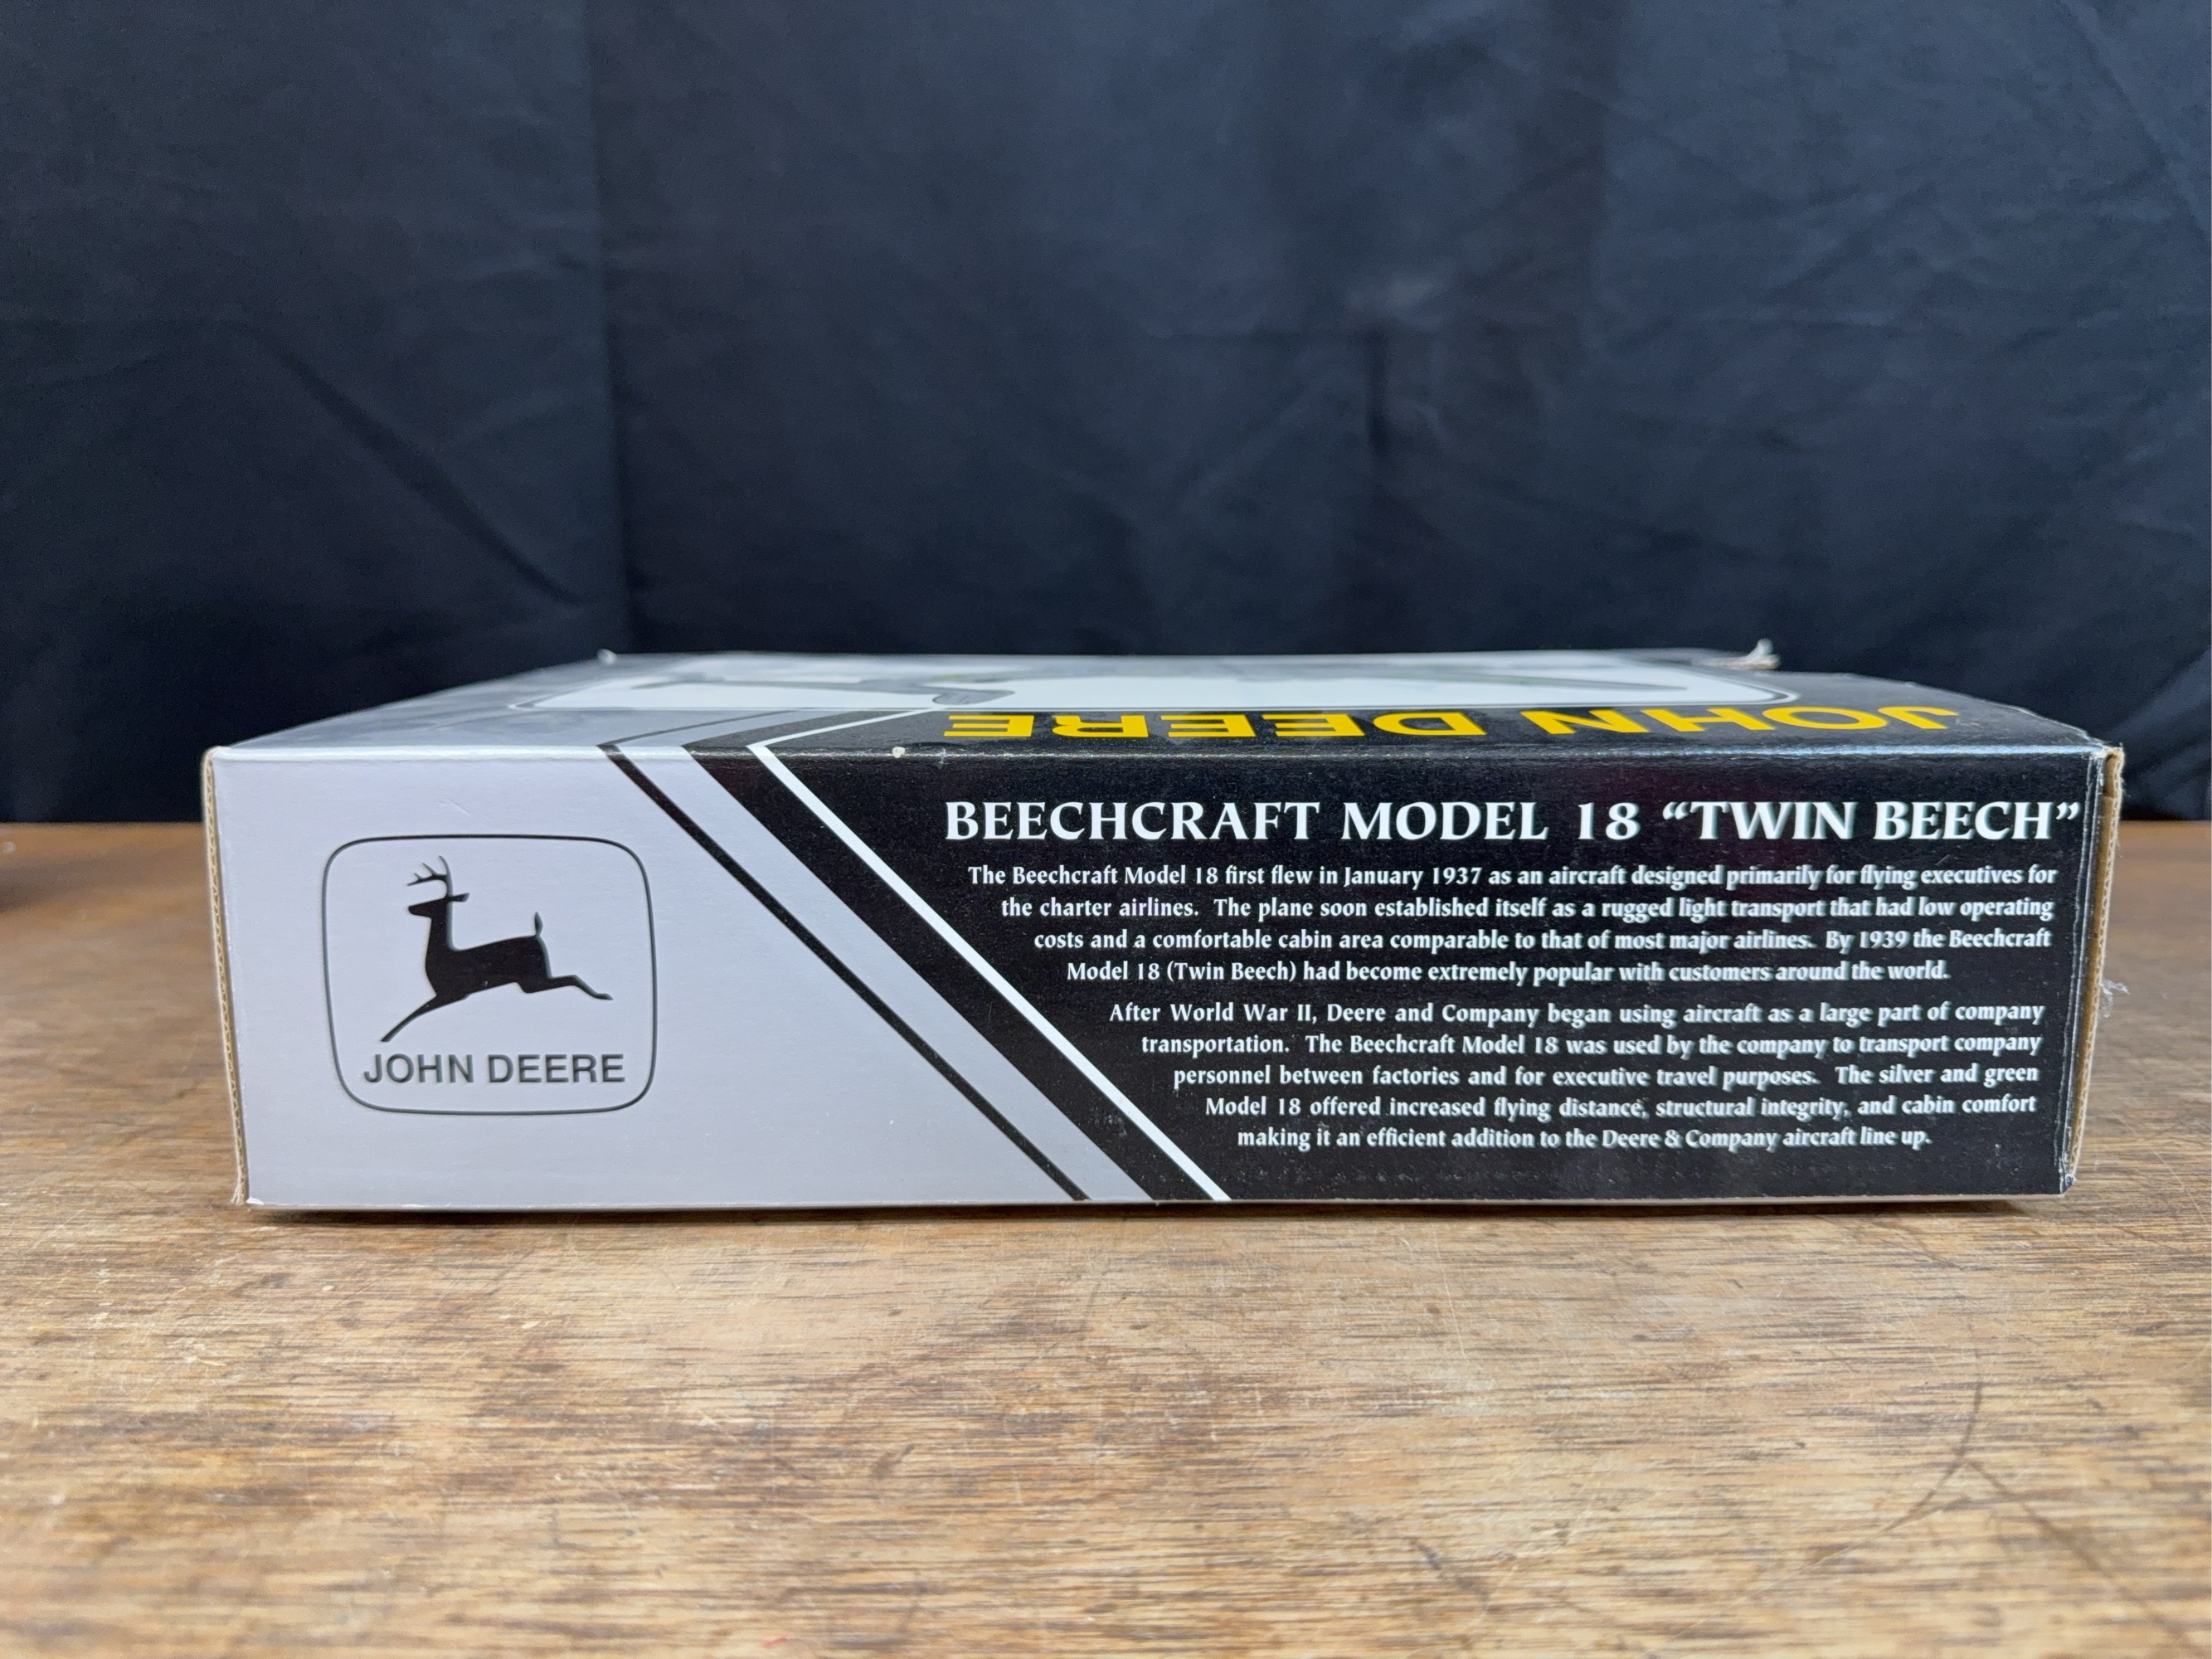 JOHN DEERE
BEECHCRAFT MODEL 18 “TWIN BEECH”
The Beechcraft Model 18 first flew in January 1937 as an aircraft designed primarily for flying executives for
the charter airlines. The plane soon established itself as a rugged light transport that had low operating
costs and a comfortable cabin area comparable to that of most major airlines. By 1939 the Beechcraft
Model 18 (Twin Beech) had become extremely popular with customers around the world.
After World War II, Deere and Company began using aircraft as a large part of company
transportation. The Beechcraft Model 18 was used by the company to transport company
personnel between factories and for executive travel purposes. The silver and green
Model 18 offered increased flying distance, structural integrity, and cabin comfort
making it an efficient addition to the Deere & Company aircraft line up.
JOHN DEERE